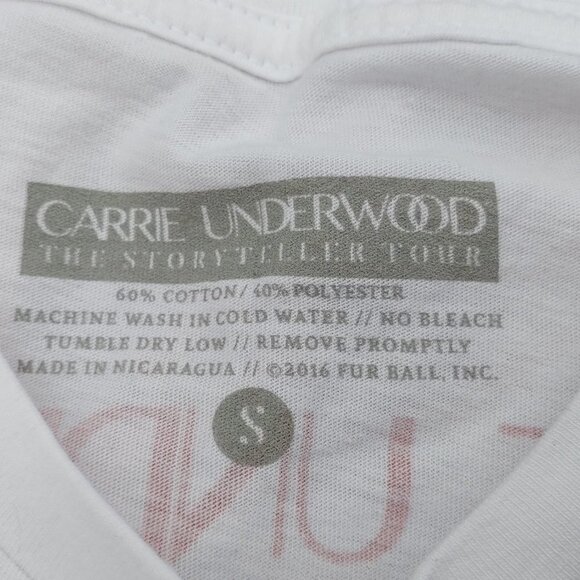 CARRIE UNDERWOOD
THE STORYTELLER TOUR
60% COTTON/ 40% POLYESTER
MACHINE WASH IN COLD WATER // NO BLEACH
TUMBLE DRY LOW // REMOVE PROMPTLY
MADE IN NICARAGUA // ©2016 FUR BALL, INC.
S